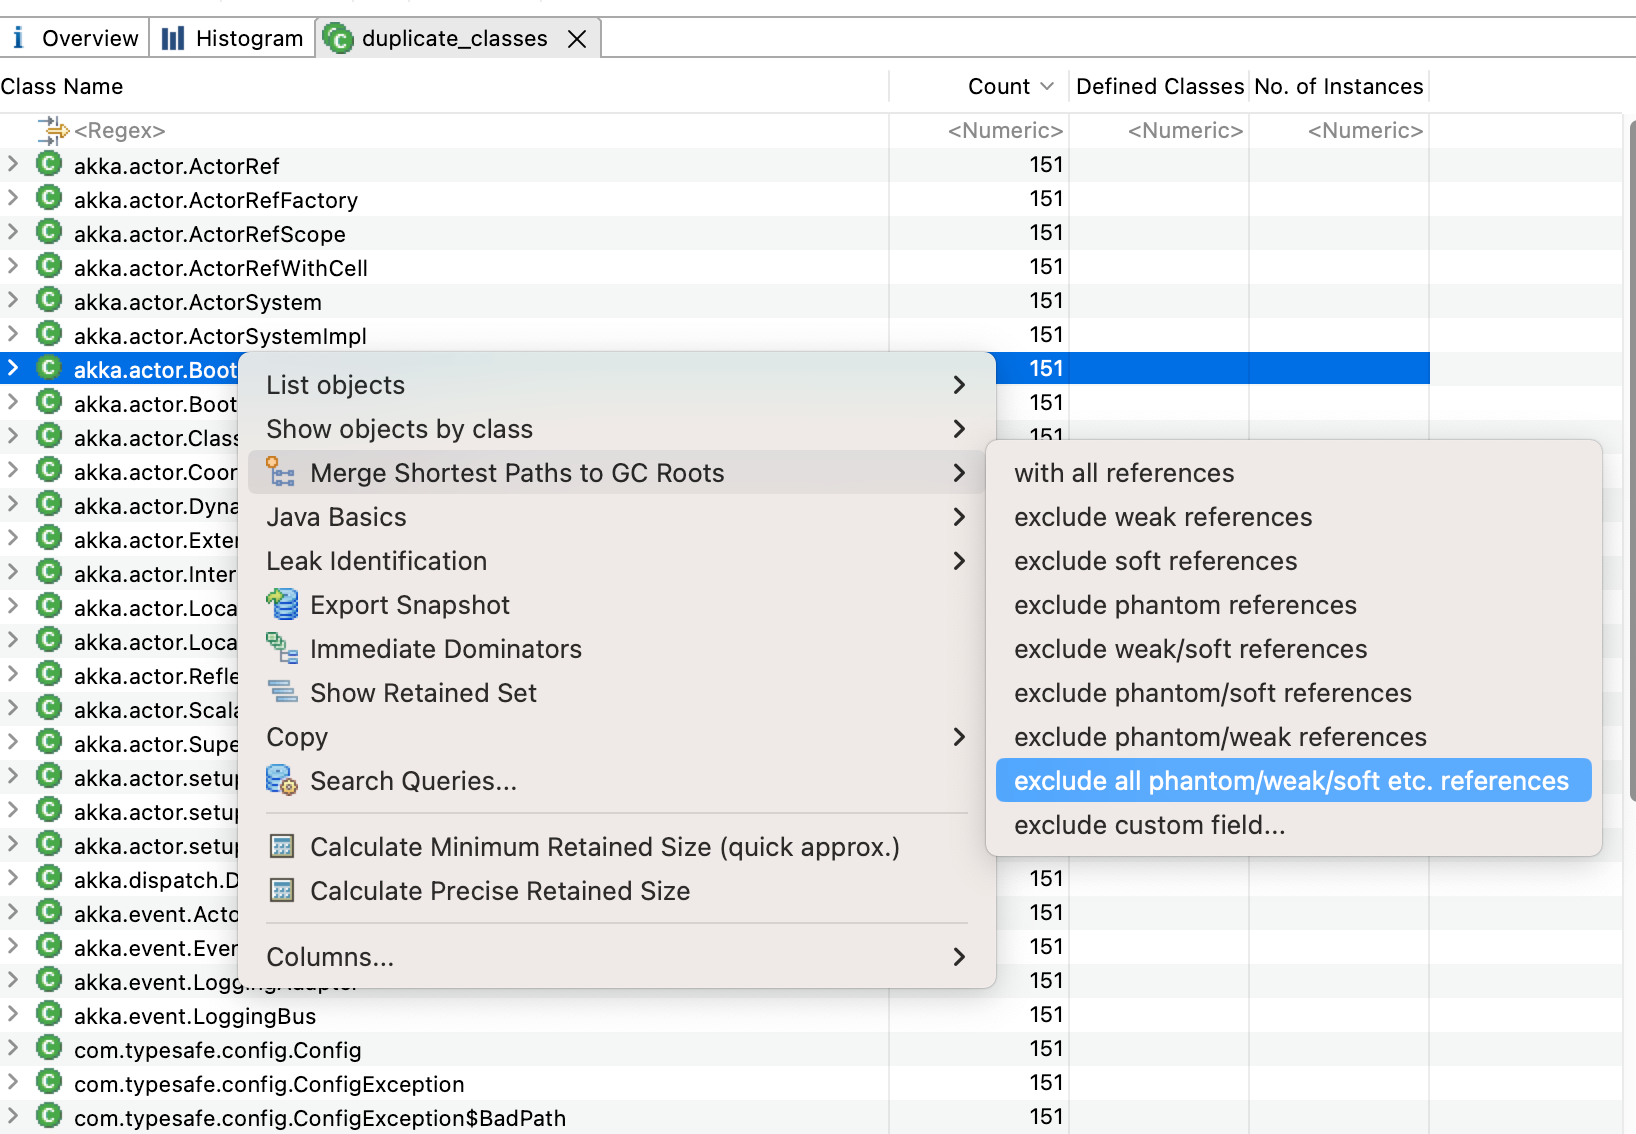 Overview Histogram duplicate_classes
Class Name Count Defined Classes No. of Instances
<Regex> <Numeric> <Numeric> <Numeric>
akka.actor.ActorRef 151
akka.actor.ActorRefFactory 151
akka.actor.ActorRefScope 151
akka.actor.ActorRefWithCell 151
akka.actor.ActorSystem 151
akka.actor.ActorSystemImpl 151
akka.actor.Boot 151
akka.actor.Boot 151
akka.actor.Class 151
akka.actor.Coor
akka.actor.Dyna
akka.actor.Exter
akka.actor.Inter
akka.actor.Loca
akka.actor.Loca
akka.actor.Refle
akka.actor.Scala
akka.actor.Supe
akka.actor.setup
akka.actor.setup
akka.actor.setup
akka.dispatch.D 151
akka.event.Acto 151
akka.event.Ever 151
akka.event.LoggingAdapter 151
akka.event.LoggingBus 151
com.typesafe.config.Config 151
com.typesafe.config.ConfigException 151
com.typesafe.config.ConfigException$BadPath 151
List objects
Show objects by class
Merge Shortest Paths to GC Roots
Java Basics
Leak Identification
Export Snapshot
Immediate Dominators
Show Retained Set
Copy
Search Queries...
Calculate Minimum Retained Size (quick approx.)
Calculate Precise Retained Size
Columns...
with all references
exclude weak references
exclude soft references
exclude phantom references
exclude weak/soft references
exclude phantom/soft references
exclude phantom/weak references
exclude all phantom/weak/soft etc. references
exclude custom field...